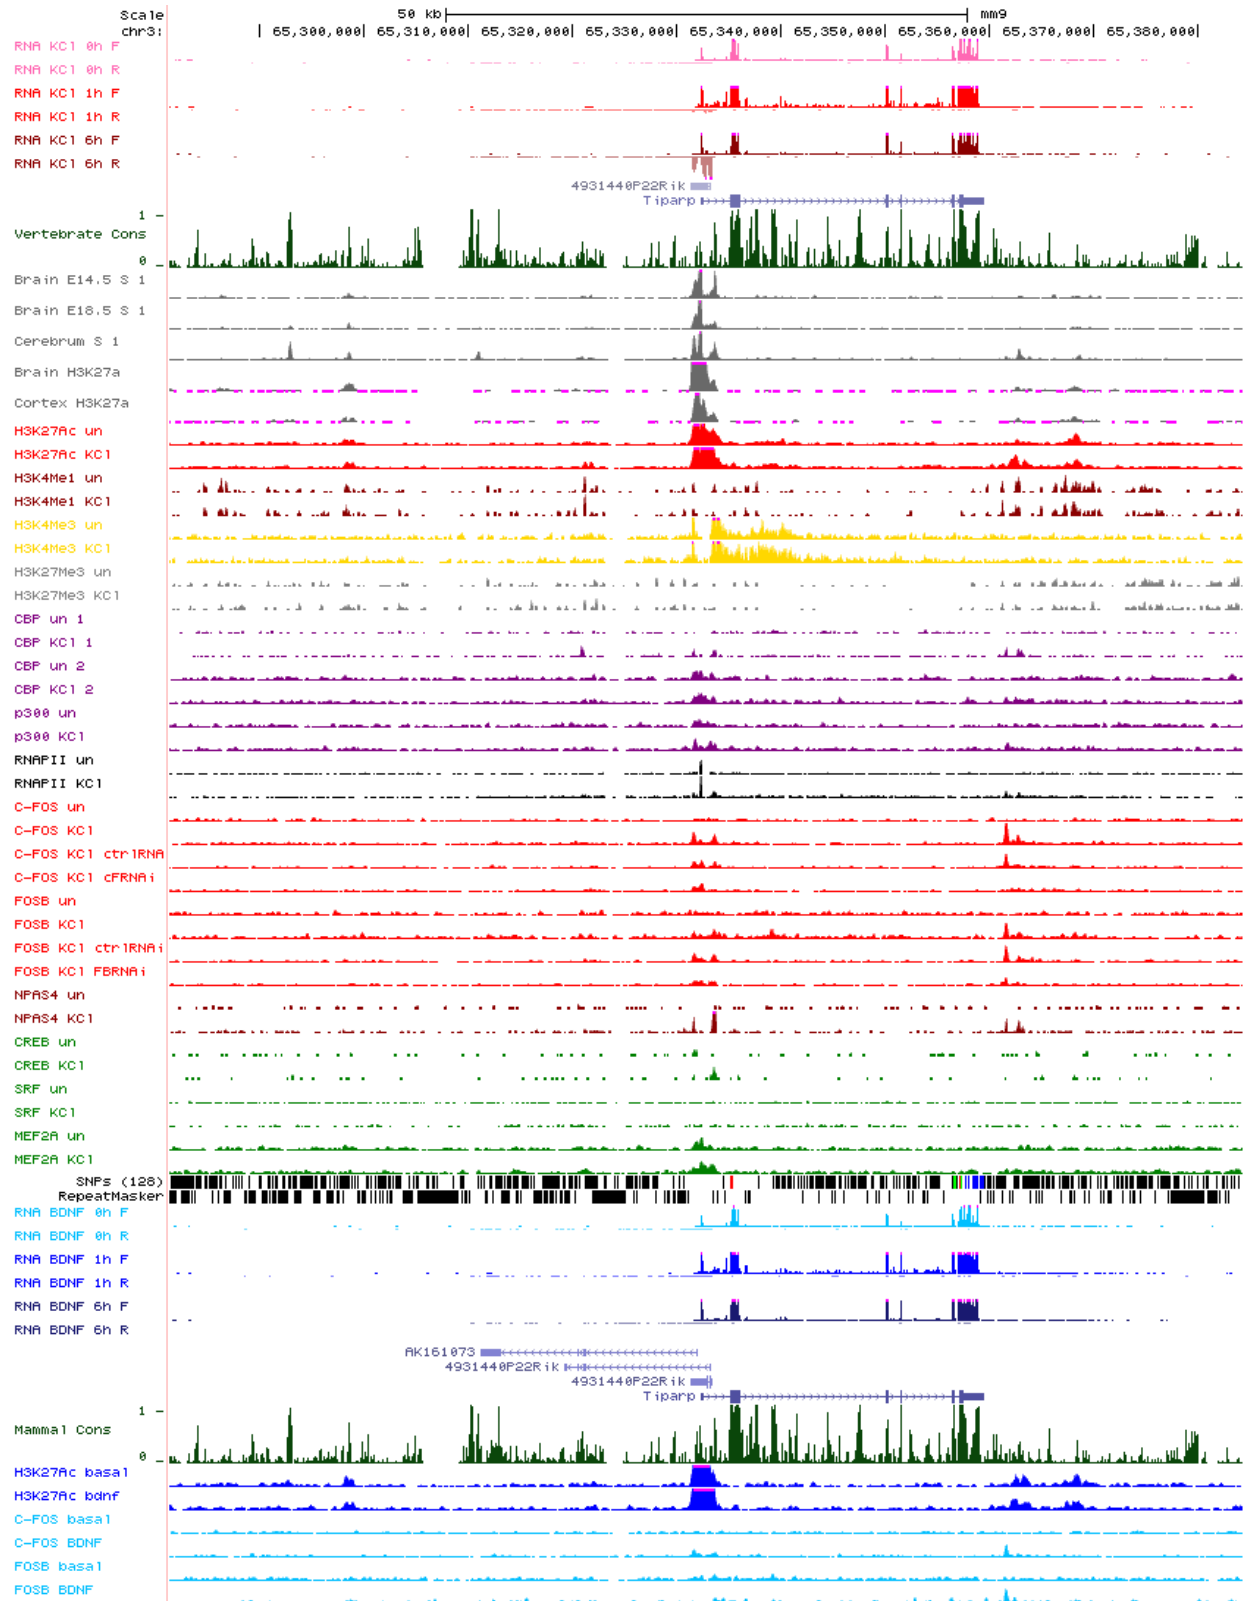 Scale 50 kb mm9
chr3: 65,300,000 65,310,000 65,320,000 65,330,000 65,340,000 65,350,000 65,360,000 65,370,000 65,380,000
RNA KCl 0h F
RNA KCl 0h R
RNA KCl 1h F
RNA KCl 1h R
RNA KCl 6h F
RNA KCl 6h R
4931440P22Rik
Tiparp
1
Vertebrate Cons
0
Brain E14.5 S 1
Brain E18.5 S 1
Cerebrum S 1
Brain H3K27a
Cortex H3K27a
H3K27Ac un
H3K27Ac KCl
H3K4Me1 un
H3K4Me1 KCl
H3K4Me3 un
H3K4Me3 KCl
H3K27Me3 un
H3K27Me3 KCl
CBP un 1
CBP KCl 1
CBP un 2
CBP KCl 2
p300 un
p300 KCl
RNAPII un
RNAPII KCl
C-FOS un
C-FOS KCl
C-FOS KCl ctrlRNA
C-FOS KCl cFRNAi
FOSB un
FOSB KCl
FOSB KCl ctrlRNAi
FOSB KCl FBRNAi
NPAS4 un
NPAS4 KCl
CREB un
CREB KCl
SRF un
SRF KCl
MEF2A un
MEF2A KCl
SNPs (128)
RepeatMasker
RNA BDNF 0h F
RNA BDNF 0h R
RNA BDNF 1h F
RNA BDNF 1h R
RNA BDNF 6h F
RNA BDNF 6h R
AK161073
4931440P22Rik
4931440P22Rik
Tiparp
1
Mammal Cons
0
H3K27Ac basal
H3K27Ac bdnf
C-FOS basal
C-FOS BDNF
FOSB basal
FOSB BDNF